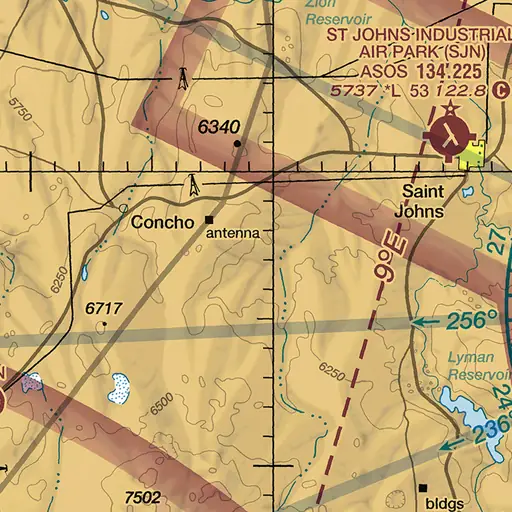 Zion
Reservoir
ST JOHNS INDUSTRIAL
AIR PARK (SJN)
ASOS 134.225
5737 *L 53 122.8 C
5750
6340
Saint
Johns
Concho
antenna
27
9°E
6250
6717
256°
6250
Lyman
Reservoir
24
6500
236°
7502
bldgs